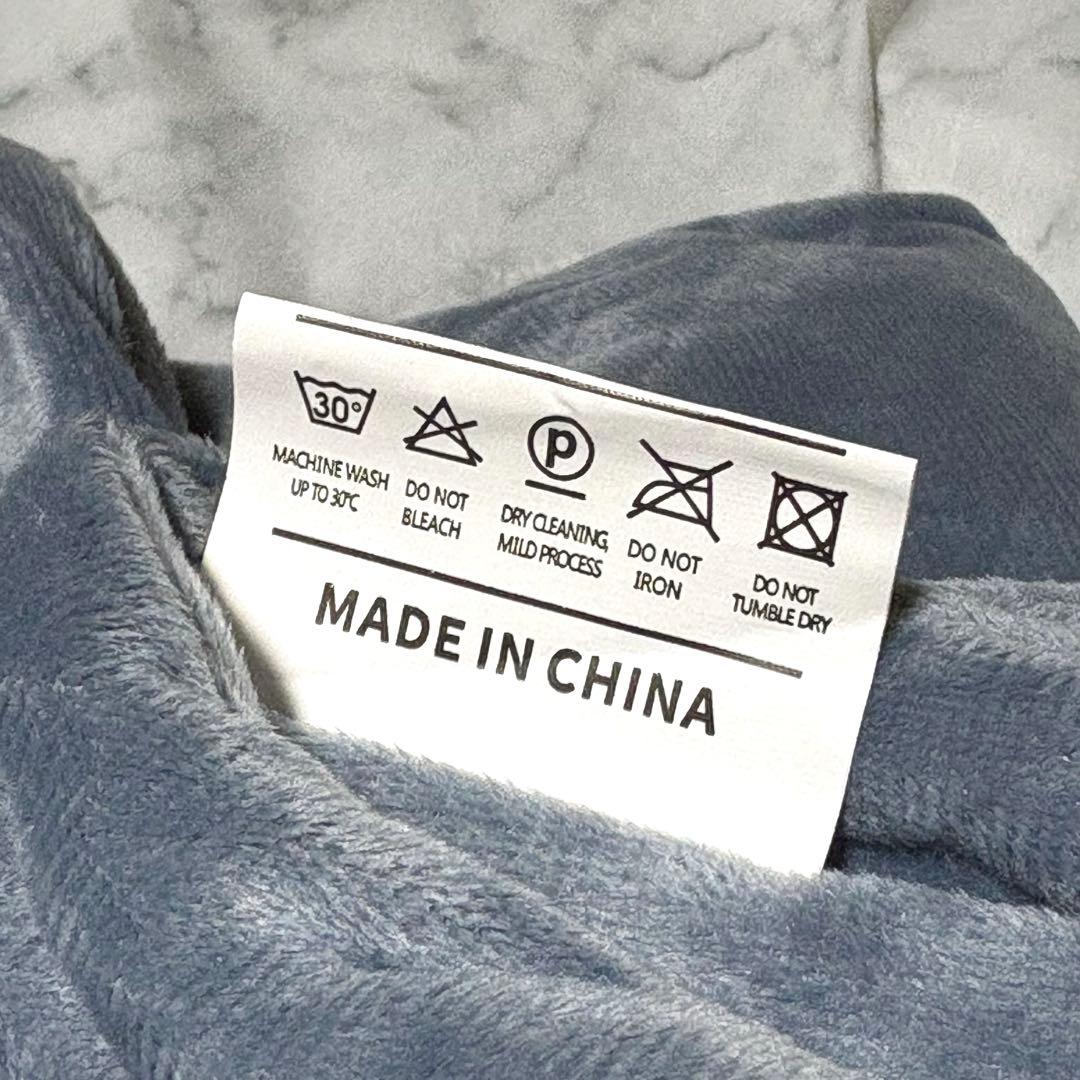 30°
MACHINE WASH
UP TO 30°C
DO NOT
BLEACH
P
DRY CLEANING,
MILD PROCESS
DO NOT
IRON
DO NOT
TUMBLE DRY
MADE IN CHINA